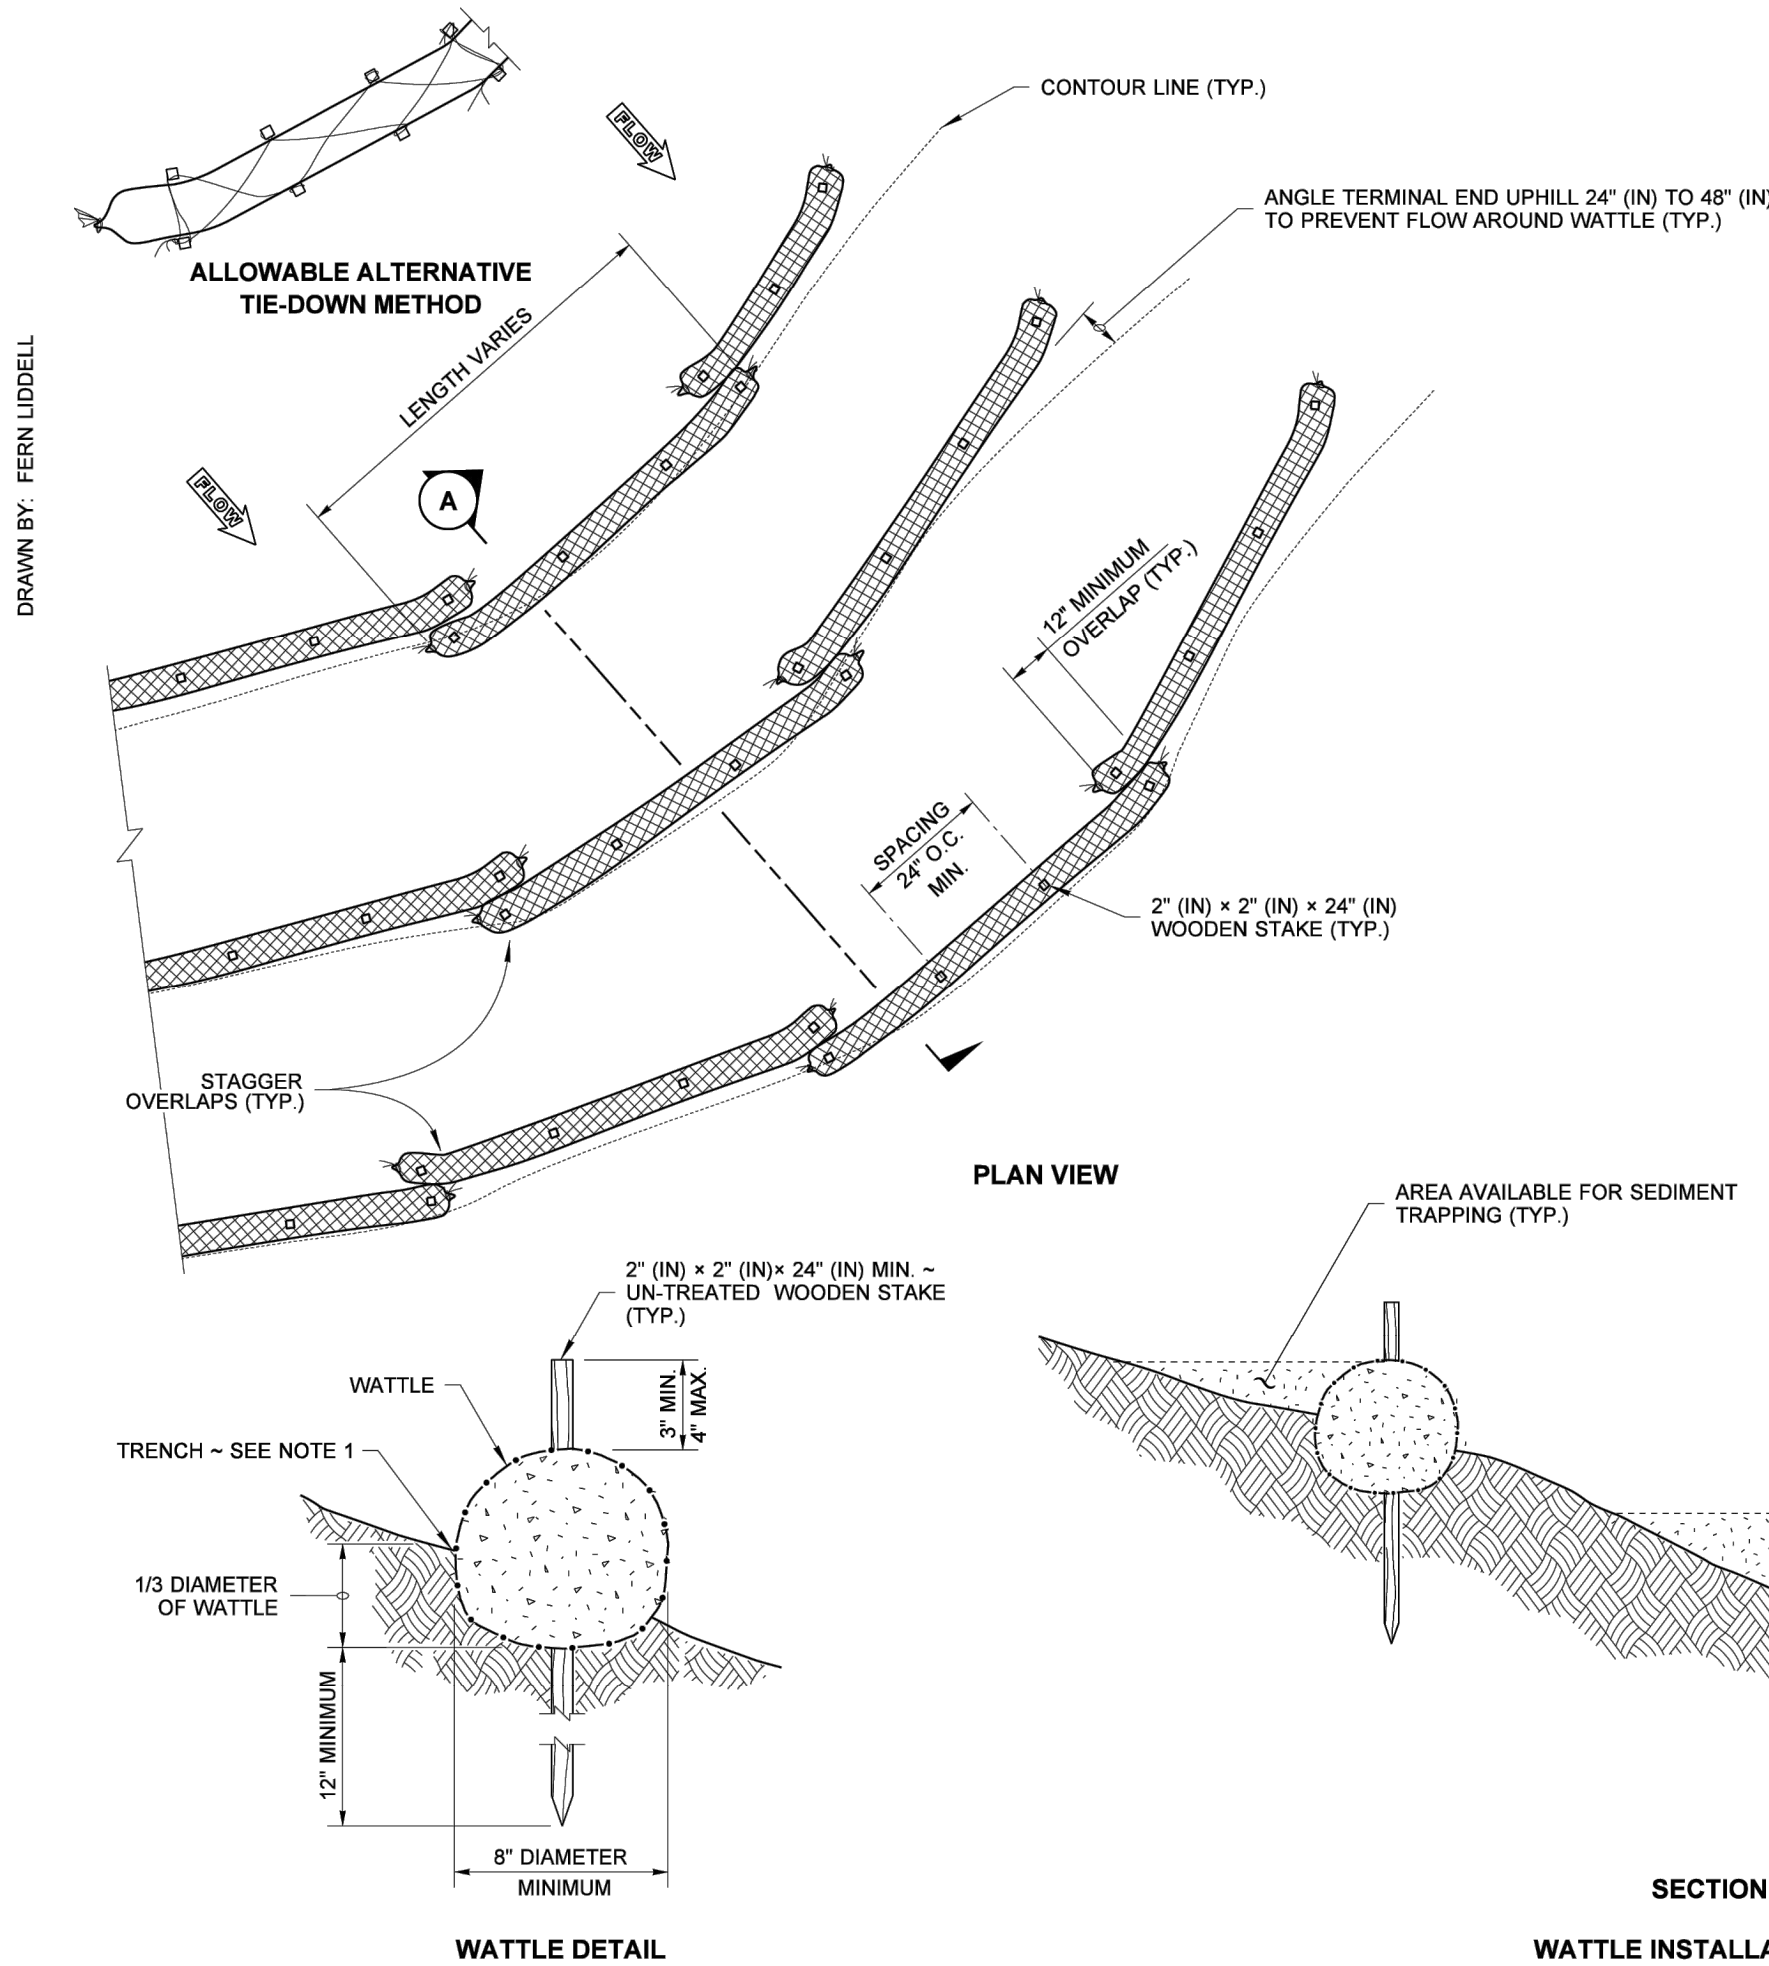 CONTOUR LINE (TYP.)
FLOW
ANGLE TERMINAL END UPHILL 24" (IN) TO 48" (IN)
TO PREVENT FLOW AROUND WATTLE (TYP.)
ALLOWABLE ALTERNATIVE
TIE-DOWN METHOD
DRAWN BY: FERN LIDDELL
LENGTH VARIES
A
FLOW
12" MINIMUM
OVERLAP (TYP.)
SPACING
24" O.C.
MIN.
2" (IN) × 2" (IN) × 24" (IN)
WOODEN STAKE (TYP.)
STAGGER
OVERLAPS (TYP.)
PLAN VIEW
AREA AVAILABLE FOR SEDIMENT
TRAPPING (TYP.)
2" (IN) × 2" (IN)× 24" (IN) MIN. ~
UN-TREATED WOODEN STAKE
(TYP.)
WATTLE
3" MIN.
4" MAX.
TRENCH ~ SEE NOTE 1
1/3 DIAMETER
OF WATTLE
12" MINIMUM
8" DIAMETER
MINIMUM
WATTLE DETAIL
SECTION
WATTLE INSTALLA